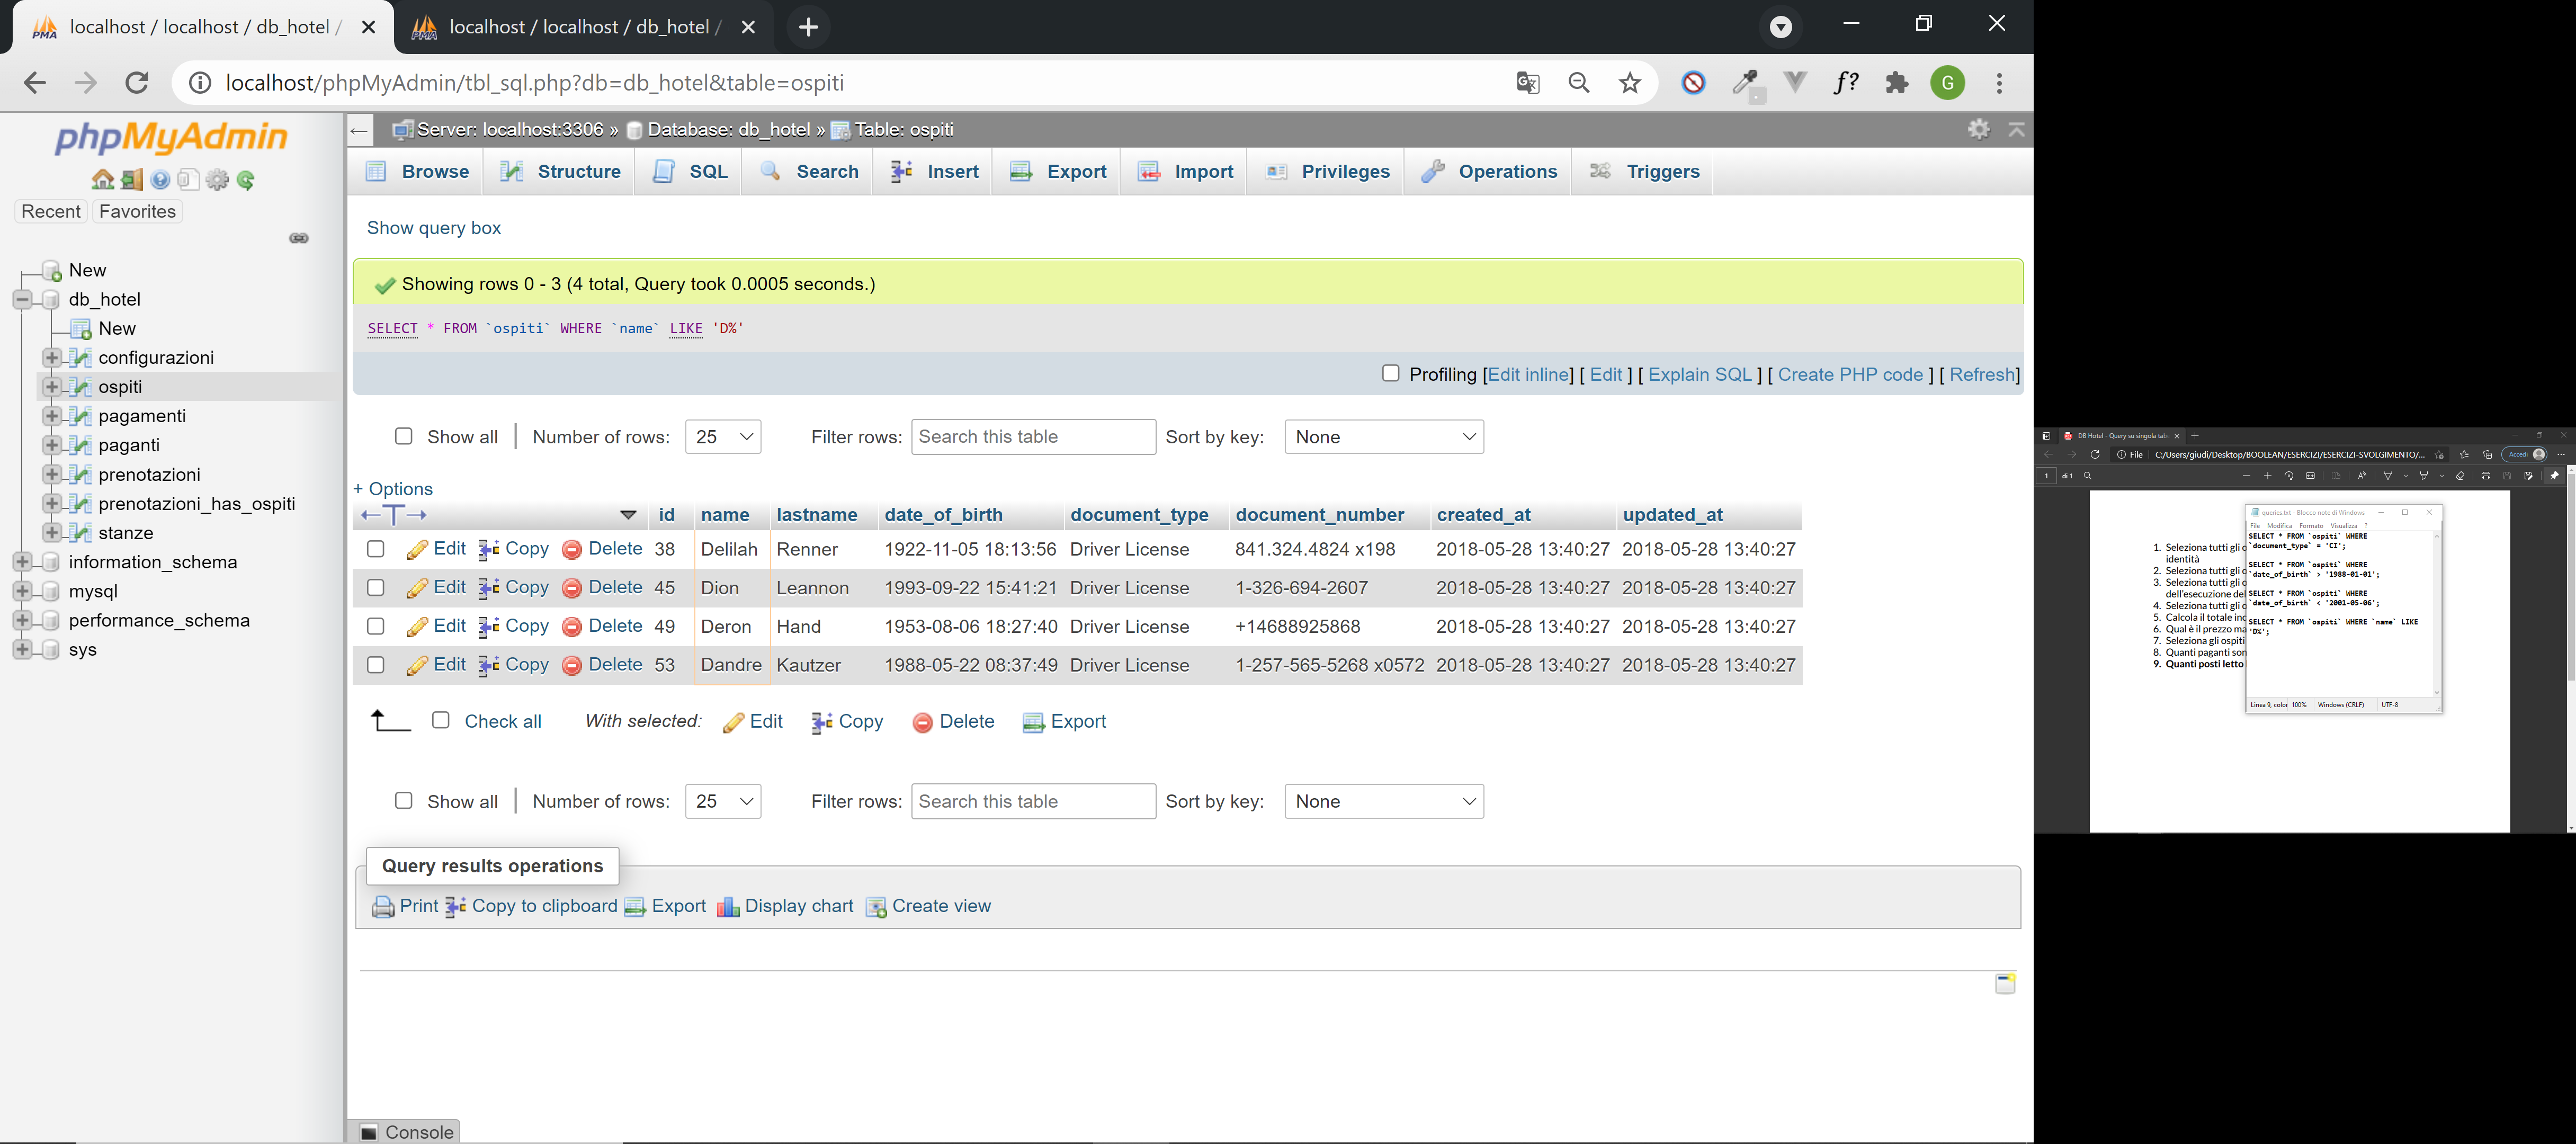 localhost / localhost / db_hotel /
localhost / localhost / db_hotel /
localhost/phpMyAdmin/tbl_sql.php?db=db_hotel&table=ospiti
f?
G
phpMyAdmin
Recent Favorites
New
db_hotel
New
configurazioni
ospiti
pagamenti
paganti
prenotazioni
prenotazioni_has_ospiti
stanze
information_schema
mysql
performance_schema
sys
Server: localhost:3306 » Database: db_hotel » Table: ospiti
Browse Structure SQL Search Insert Export Import Privileges Operations Triggers
Show query box
Showing rows 0 - 3 (4 total, Query took 0.0005 seconds.)
SELECT * FROM `ospiti` WHERE `name` LIKE 'D%'
Profiling [Edit inline] [ Edit ] [ Explain SQL ] [ Create PHP code ] [ Refresh]
Show all Number of rows: 25 Filter rows: Search this table Sort by key: None
+ Options
id name lastname date_of_birth document_type document_number created_at updated_at
Edit Copy Delete 38 Delilah Renner 1922-11-05 18:13:56 Driver License 841.324.4824 x198 2018-05-28 13:40:27 2018-05-28 13:40:27
Edit Copy Delete 45 Dion Leannon 1993-09-22 15:41:21 Driver License 1-326-694-2607 2018-05-28 13:40:27 2018-05-28 13:40:27
Edit Copy Delete 49 Deron Hand 1953-08-06 18:27:40 Driver License +14688925868 2018-05-28 13:40:27 2018-05-28 13:40:27
Edit Copy Delete 53 Dandre Kautzer 1988-05-22 08:37:49 Driver License 1-257-565-5268 x0572 2018-05-28 13:40:27 2018-05-28 13:40:27
Check all With selected: Edit Copy Delete Export
Show all Number of rows: 25 Filter rows: Search this table Sort by key: None
Query results operations
Print Copy to clipboard Export Display chart Create view
Console
DB Hotel - Query su singola tab
File C:/Users/giudi/Desktop/BOOLEAN/ESERCIZI/ESERCIZI-SVOLGIMENTO/... Accedi
1 di 1
1. Seleziona tutti gli o
identità
2. Seleziona tutti gli o
3. Seleziona tutti gli o
dell'esecuzione del
4. Seleziona tutti gli o
5. Calcola il totale
6. Qual è il prezzo
7. Seleziona gli ospiti
8. Quanti paganti
9. Quanti posti letto
queries.txt - Blocco note di Windows
File Modifica Formato Visualizza ?
SELECT * FROM `ospiti` WHERE
`document_type` = 'CI';
SELECT * FROM `ospiti` WHERE
`date_of_birth` > '1988-01-01';
SELECT * FROM `ospiti` WHERE
`date_of_birth` < '2001-05-06';
SELECT * FROM `ospiti` WHERE `name` LIKE
'D%';
Linea 9, color 100% Windows (CRLF) UTF-8